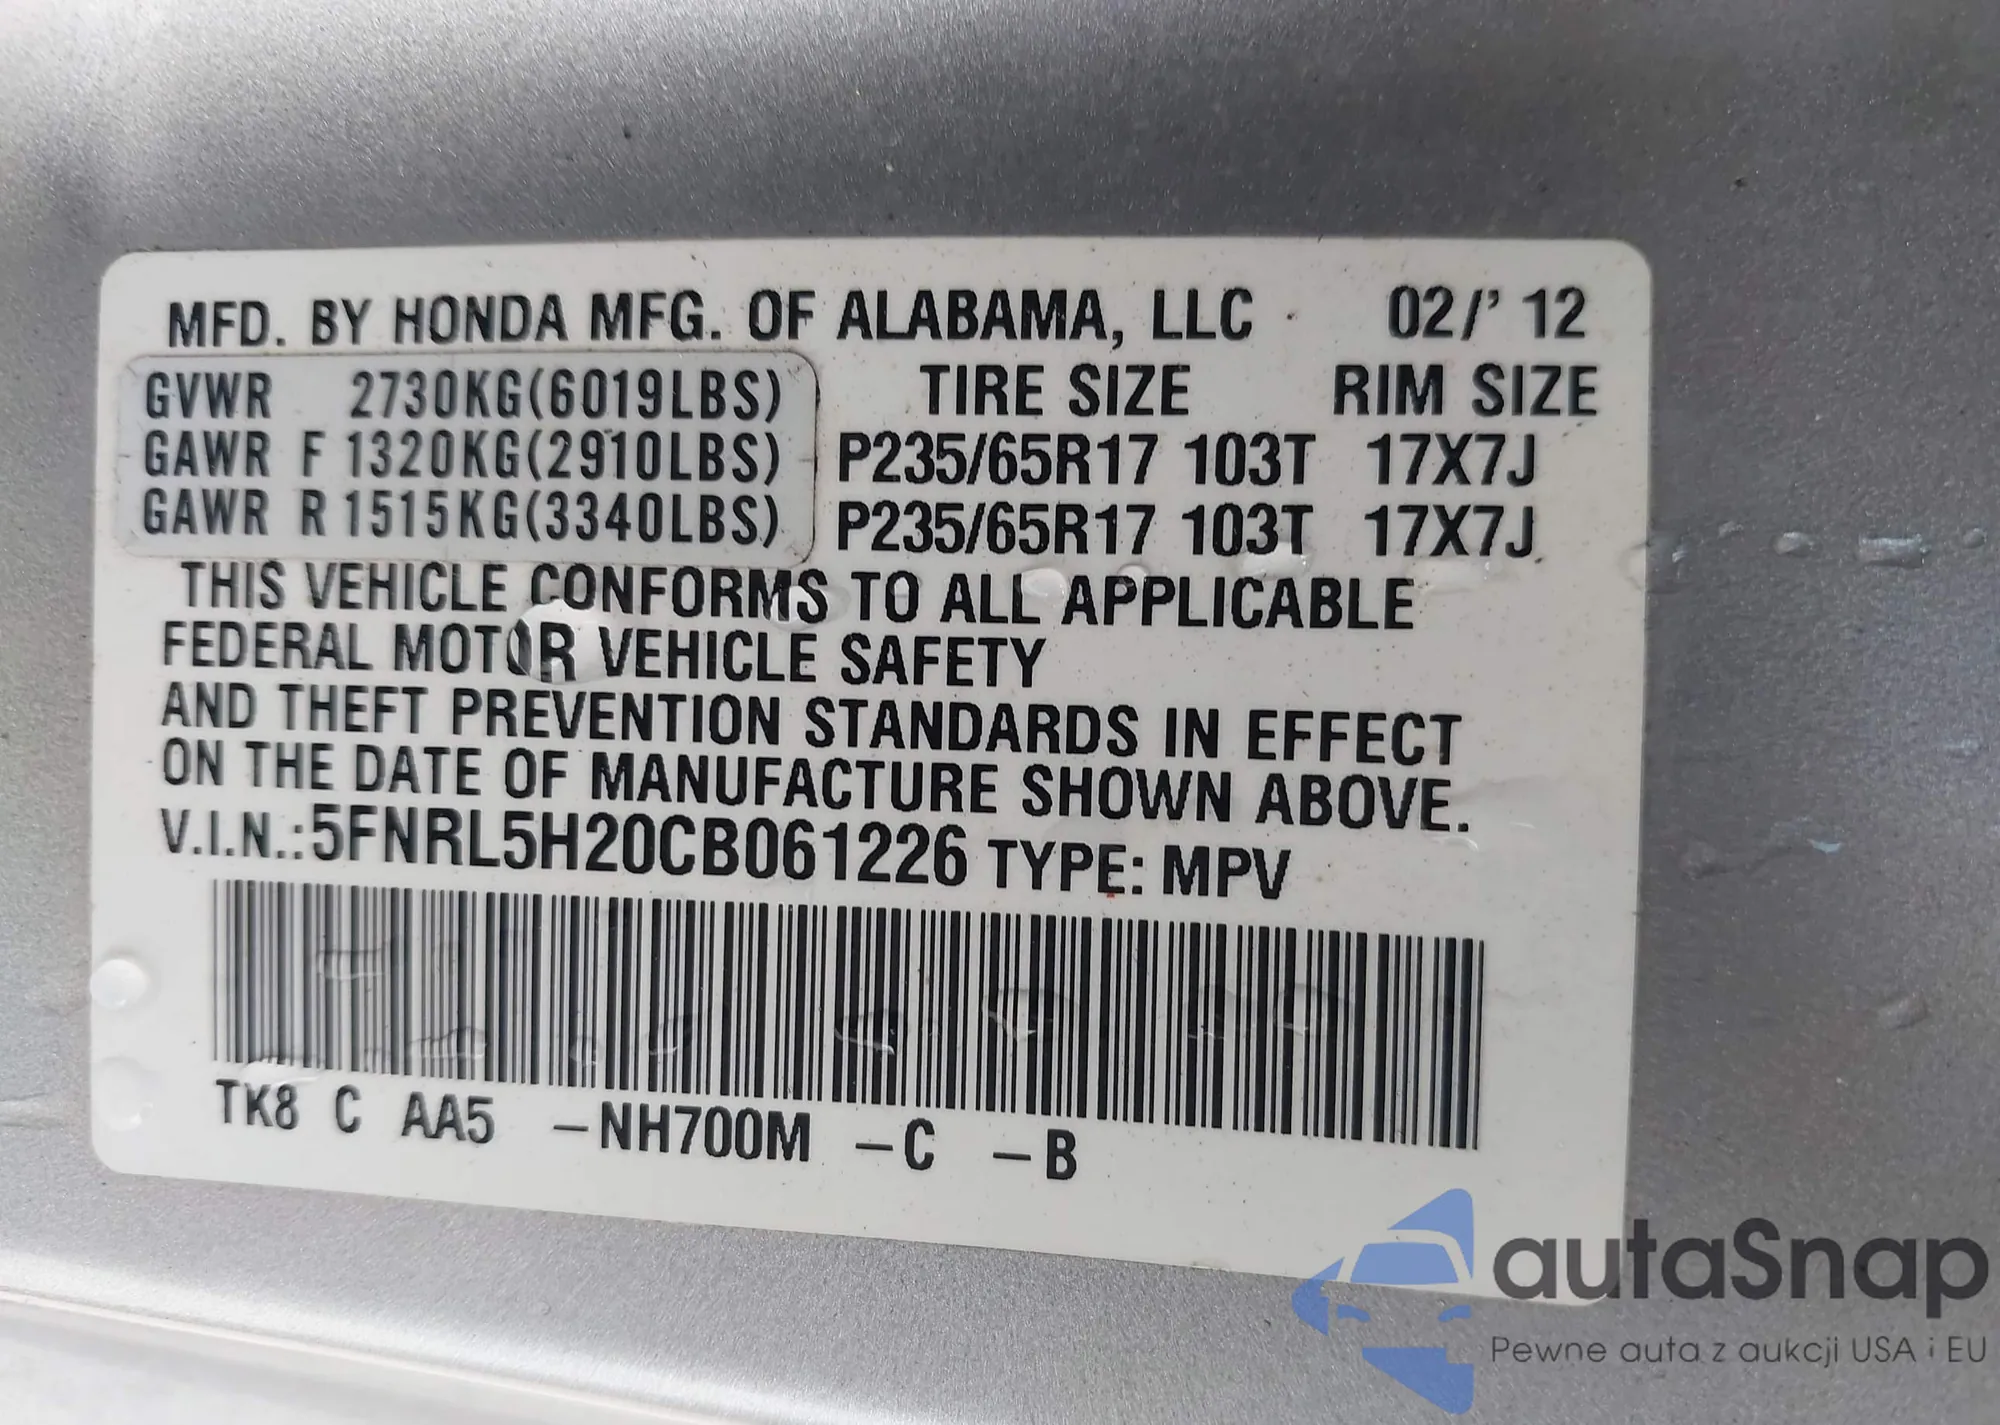 MFD. BY HONDA MFG. OF ALABAMA, LLC 02/' 12
GVWR 2730KG(6019LBS) TIRE SIZE RIM SIZE
GAWR F 1320KG(2910LBS) P235/65R17 103T 17X7J
GAWR R 1515KG(3340LBS) P235/65R17 103T 17X7J
THIS VEHICLE CONFORMS TO ALL APPLICABLE
FEDERAL MOTOR VEHICLE SAFETY
AND THEFT PREVENTION STANDARDS IN EFFECT
ON THE DATE OF MANUFACTURE SHOWN ABOVE.
V.I.N.:5FNRL5H20CB061226 TYPE: MPV
TK8 C AA5 –NH700M –C –B
autaSnap
Pewne auta z aukcji USA i EU